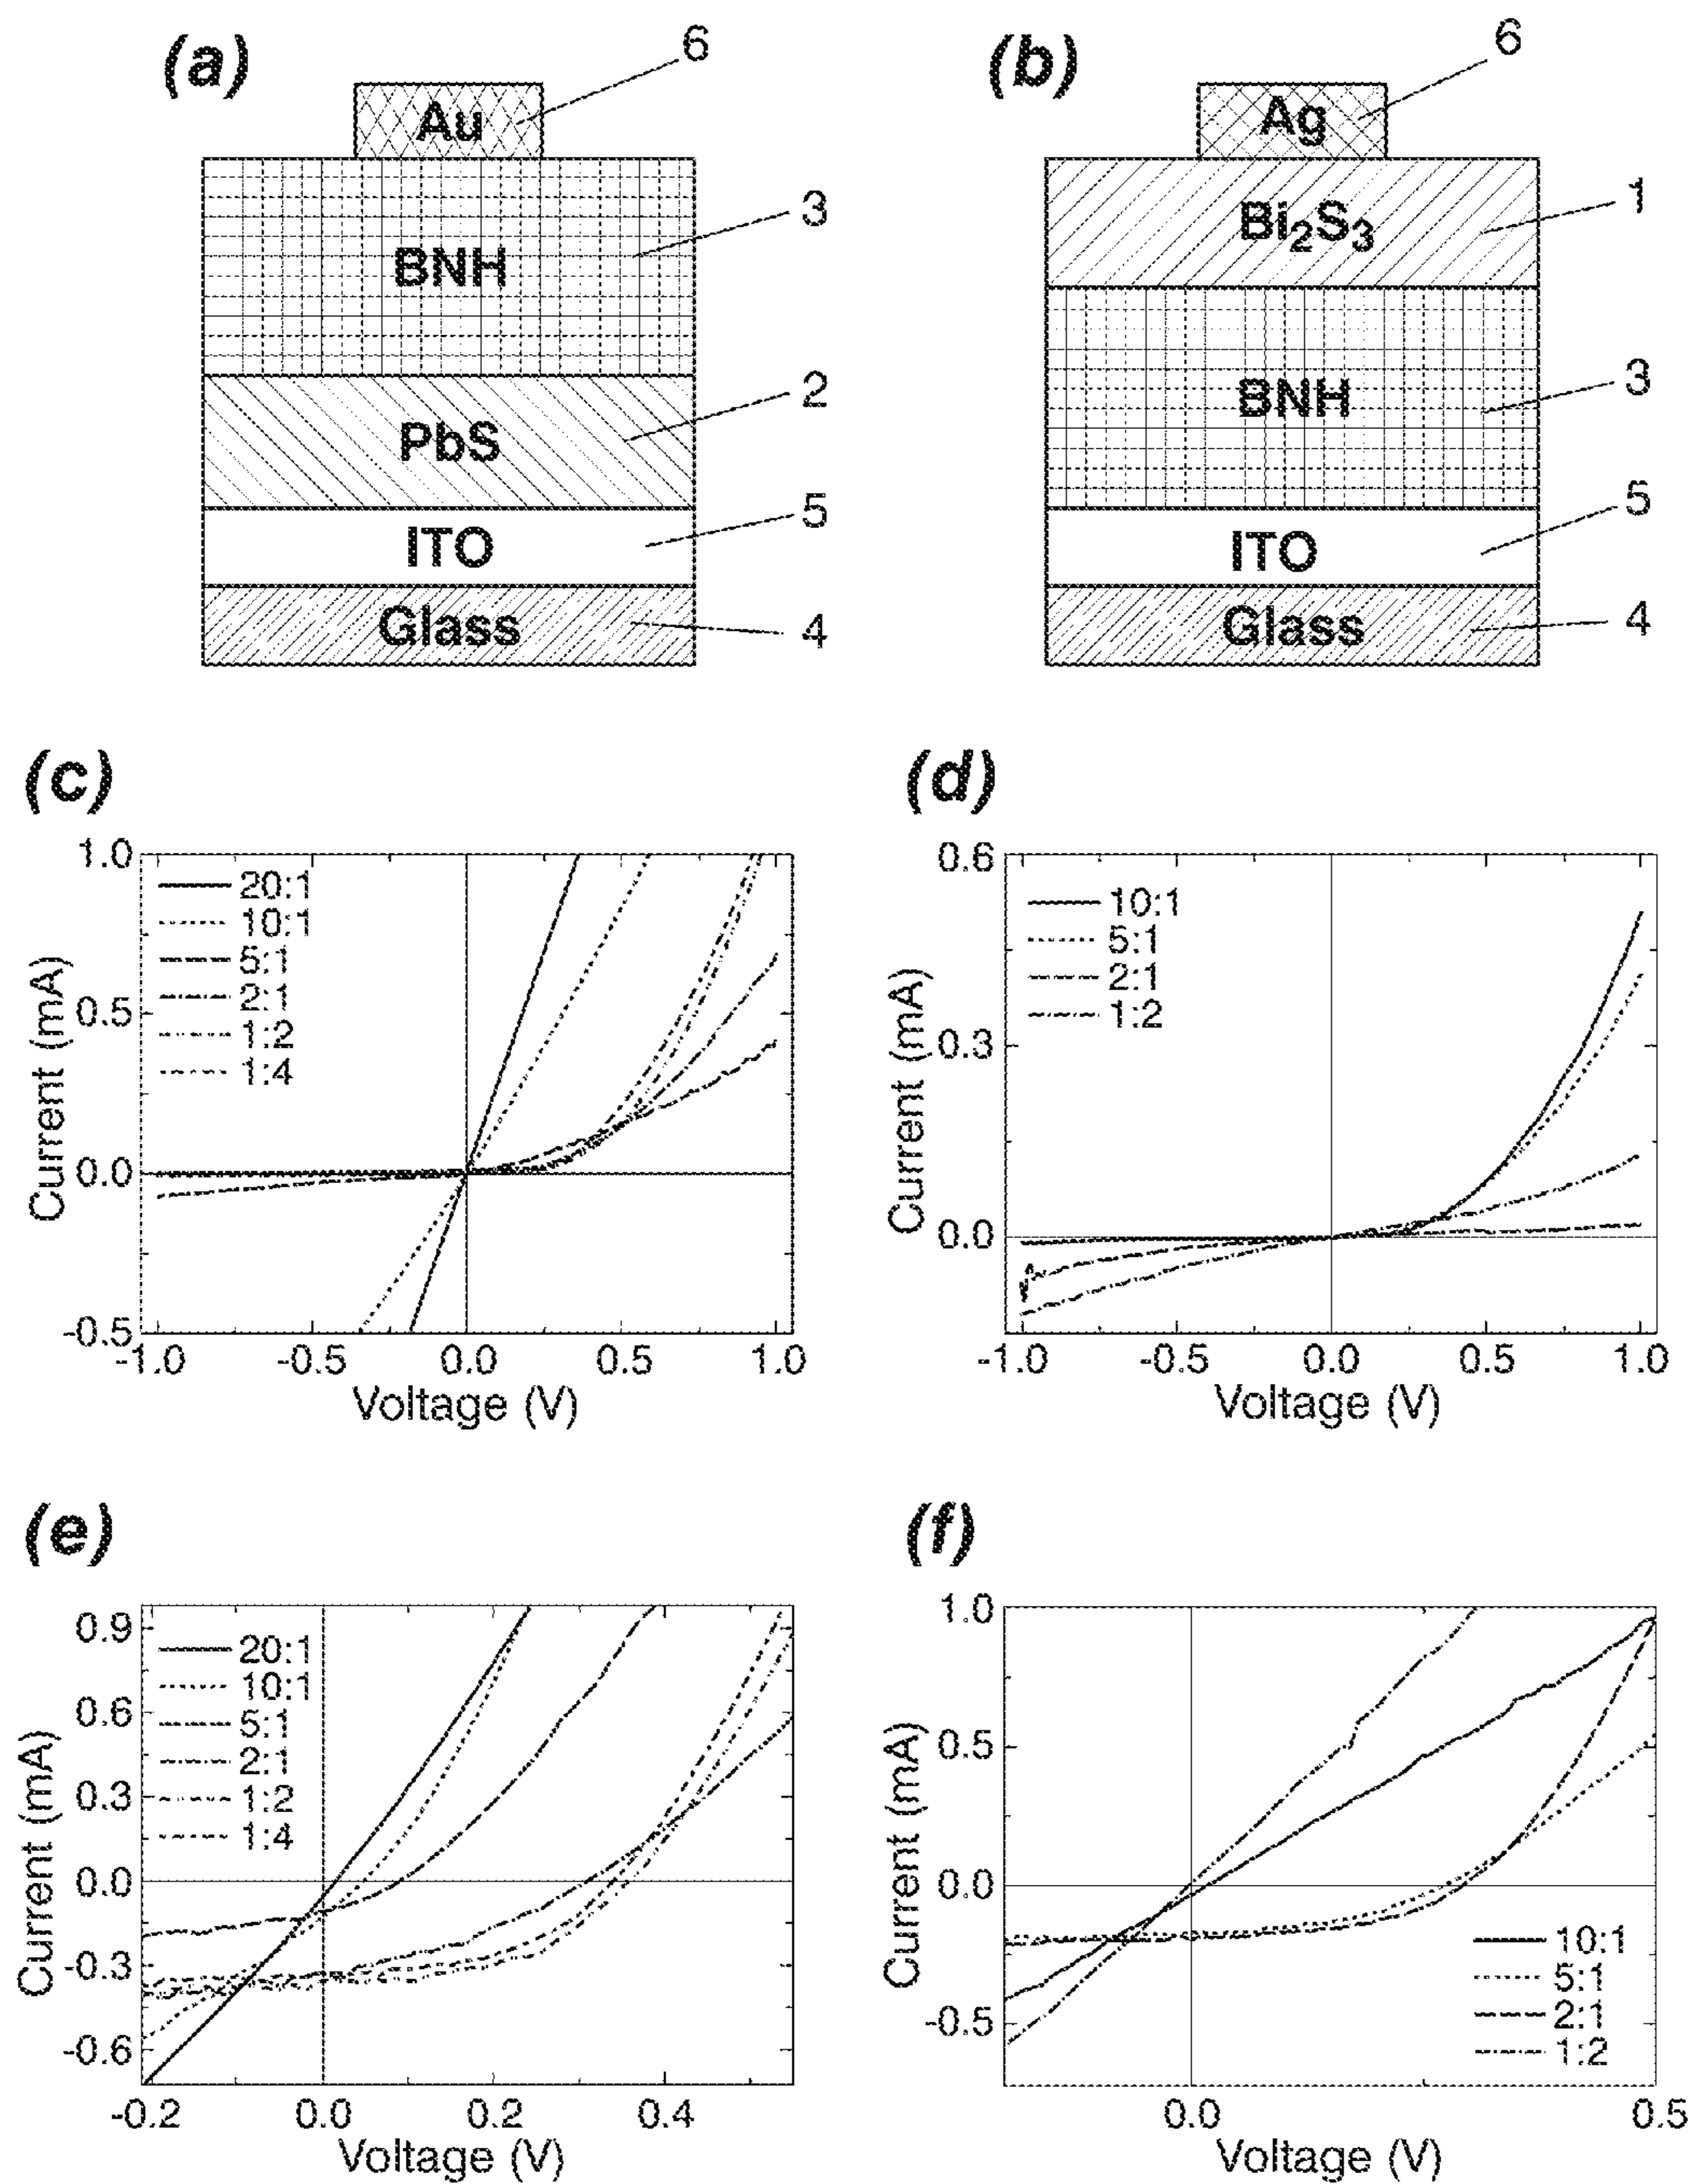 (a)
6
Au
BNH
3
PbS
2
ITO
5
Glass
4
(b)
6
Ag
Bi₂S₃
1
BNH
3
ITO
5
Glass
4
(c)
1.0
0.5
0.0
-0.5
Current (mA)
20:1
10:1
5:1
2:1
1:2
1:4
-1.0 -0.5 0.0 0.5 1.0
Voltage (V)
(d)
0.6
0.3
0.0
Current (mA)
10:1
5:1
2:1
1:2
-1.0 -0.5 0.0 0.5 1.0
Voltage (V)
(e)
0.9
0.6
0.3
0.0
-0.3
-0.6
Current (mA)
20:1
10:1
5:1
2:1
1:2
1:4
-0.2 0.0 0.2 0.4
Voltage (V)
(f)
1.0
0.5
0.0
-0.5
Current (mA)
10:1
5:1
2:1
1:2
0.0 0.5
Voltage (V)